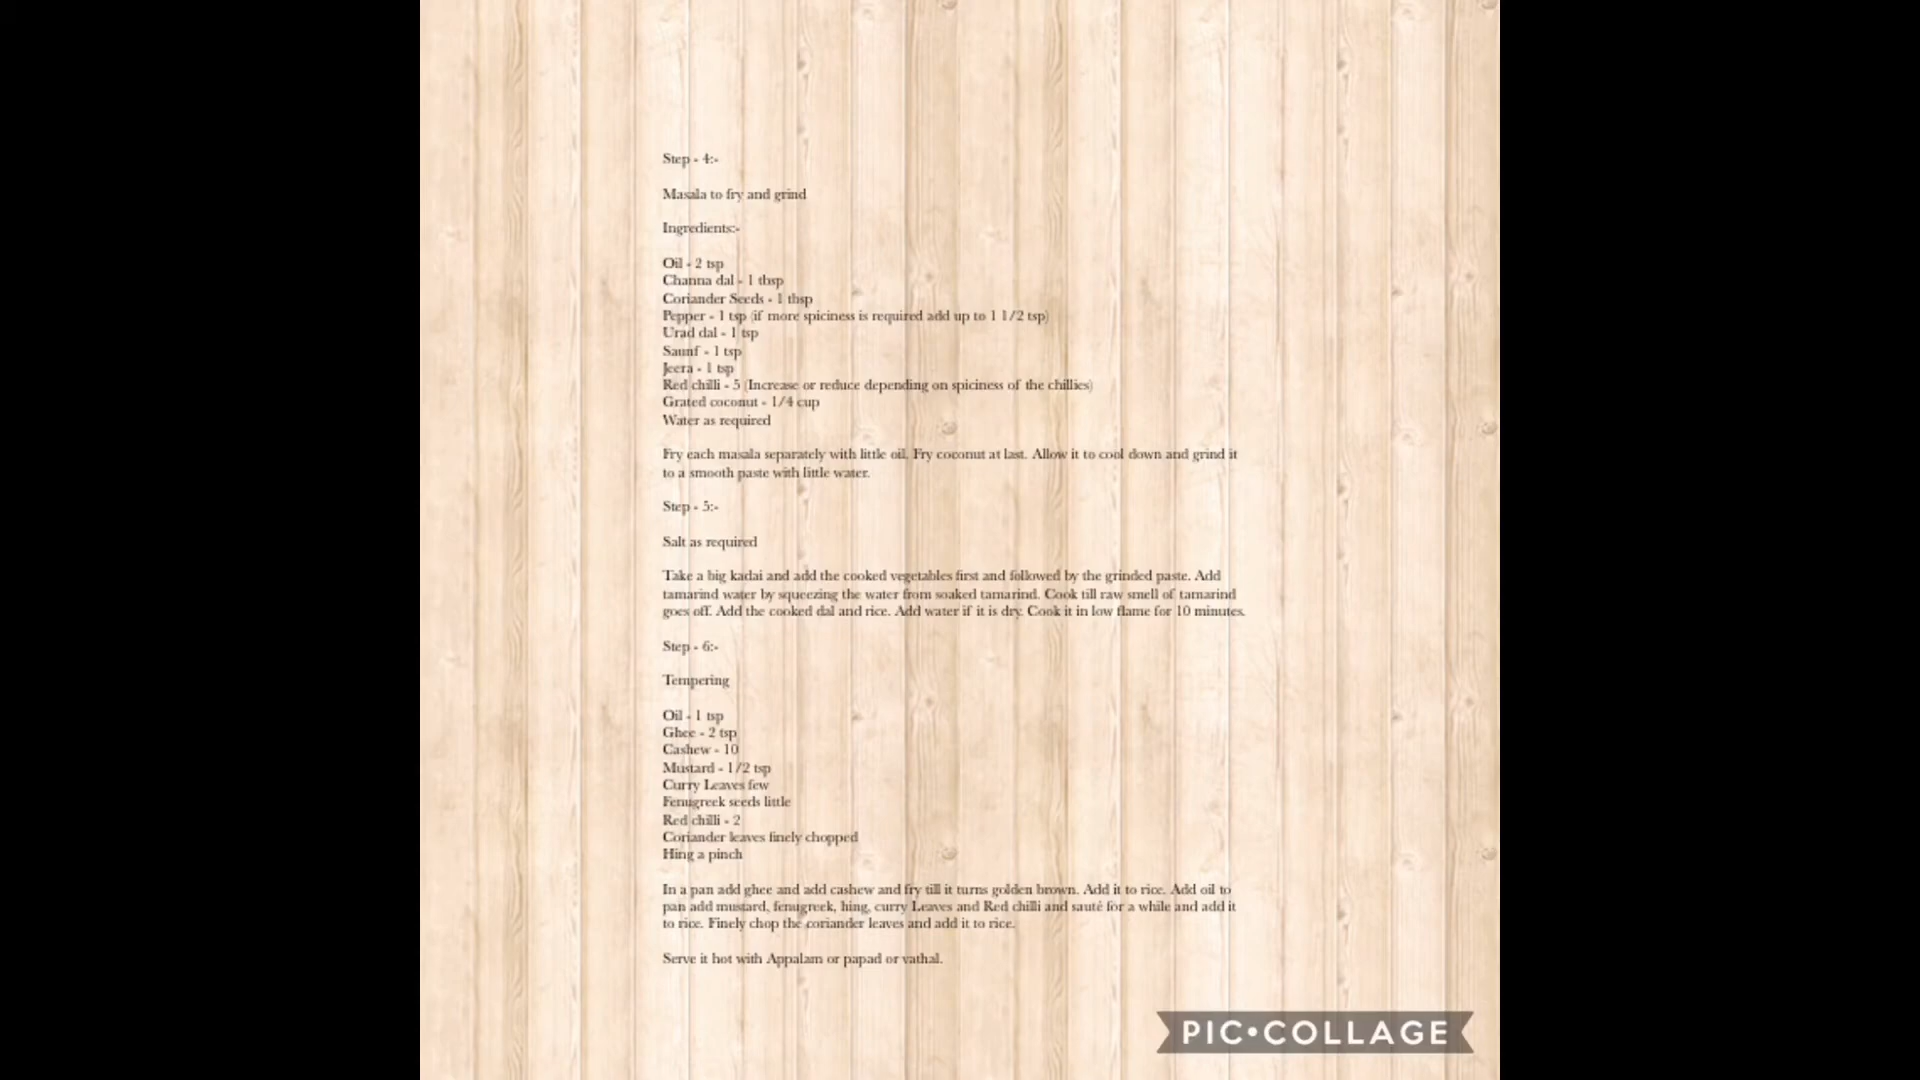 Step - 4:-
Masala to fry and grind
Ingredients:-
Oil - 2 tsp
Channa dal - 1 tbsp
Coriander Seeds - 1 tbsp
Pepper - 1 tsp (if more spiciness is required add up to 1 1/2 tsp)
Urad dal - 1 tsp
Saunf - 1 tsp
Jeera - 1 tsp
Red chilli - 5 (Increase or reduce depending on spiciness of the chillies)
Grated coconut - 1/4 cup
Water as required
Fry each masala separately with little oil. Fry coconut at last. Allow it to cool down and grind it
to a smooth paste with little water.
Step - 5:-
Salt as required
Take a big kadai and add the cooked vegetables first and followed by the grinded paste. Add
tamarind water by squeezing the water from soaked tamarind. Cook till raw smell of tamarind
goes off. Add the cooked dal and rice. Add water if it is dry. Cook it in low flame for 10 minutes.
Step - 6:-
Tempering
Oil - 1 tsp
Ghee - 2 tsp
Cashew - 10
Mustard - 1/2 tsp
Curry Leaves few
Fenugreek seeds little
Red chilli - 2
Coriander leaves finely chopped
Hing a pinch
In a pan add ghee and add cashew and fry till it turns golden brown. Add it to rice. Add oil to
pan add mustard, fenugreek, hing, curry Leaves and Red chilli and sauté for a while and add it
to rice. Finely chop the coriander leaves and add it to rice.
Serve it hot with Appalam or papad or vathal.
PIC•COLLAGE